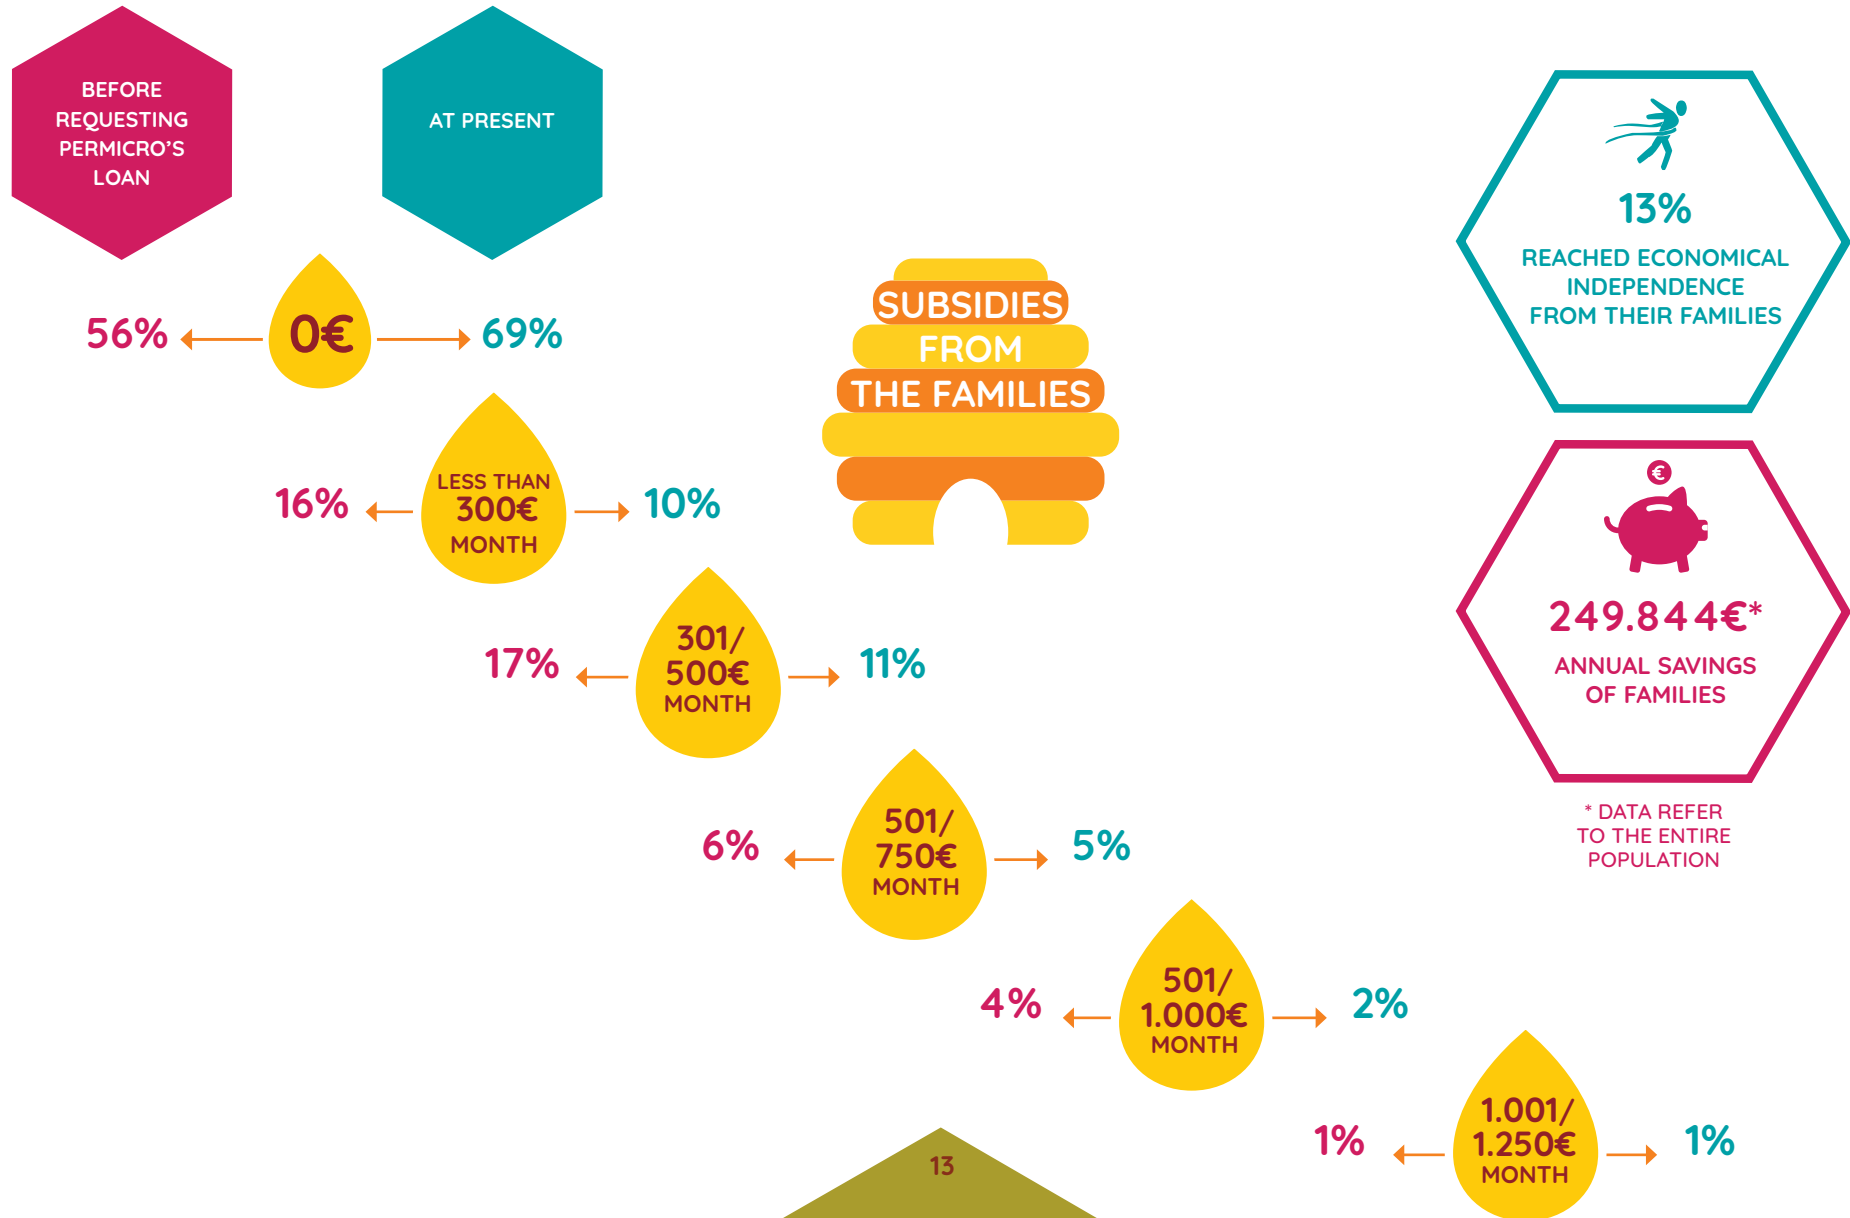 BEFORE
REQUESTING
PERMICRO'S
LOAN
AT PRESENT
56%
0€
69%
16%
LESS THAN
300€
MONTH
10%
17%
301/
500€
MONTH
11%
6%
501/
750€
MONTH
5%
4%
501/
1.000€
MONTH
2%
1%
1.001/
1.250€
MONTH
1%
SUBSIDIES
FROM
THE FAMILIES
13%
REACHED ECONOMICAL
INDEPENDENCE
FROM THEIR FAMILIES
€
249.844€*
ANNUAL SAVINGS
OF FAMILIES
* DATA REFER
TO THE ENTIRE
POPULATION
13